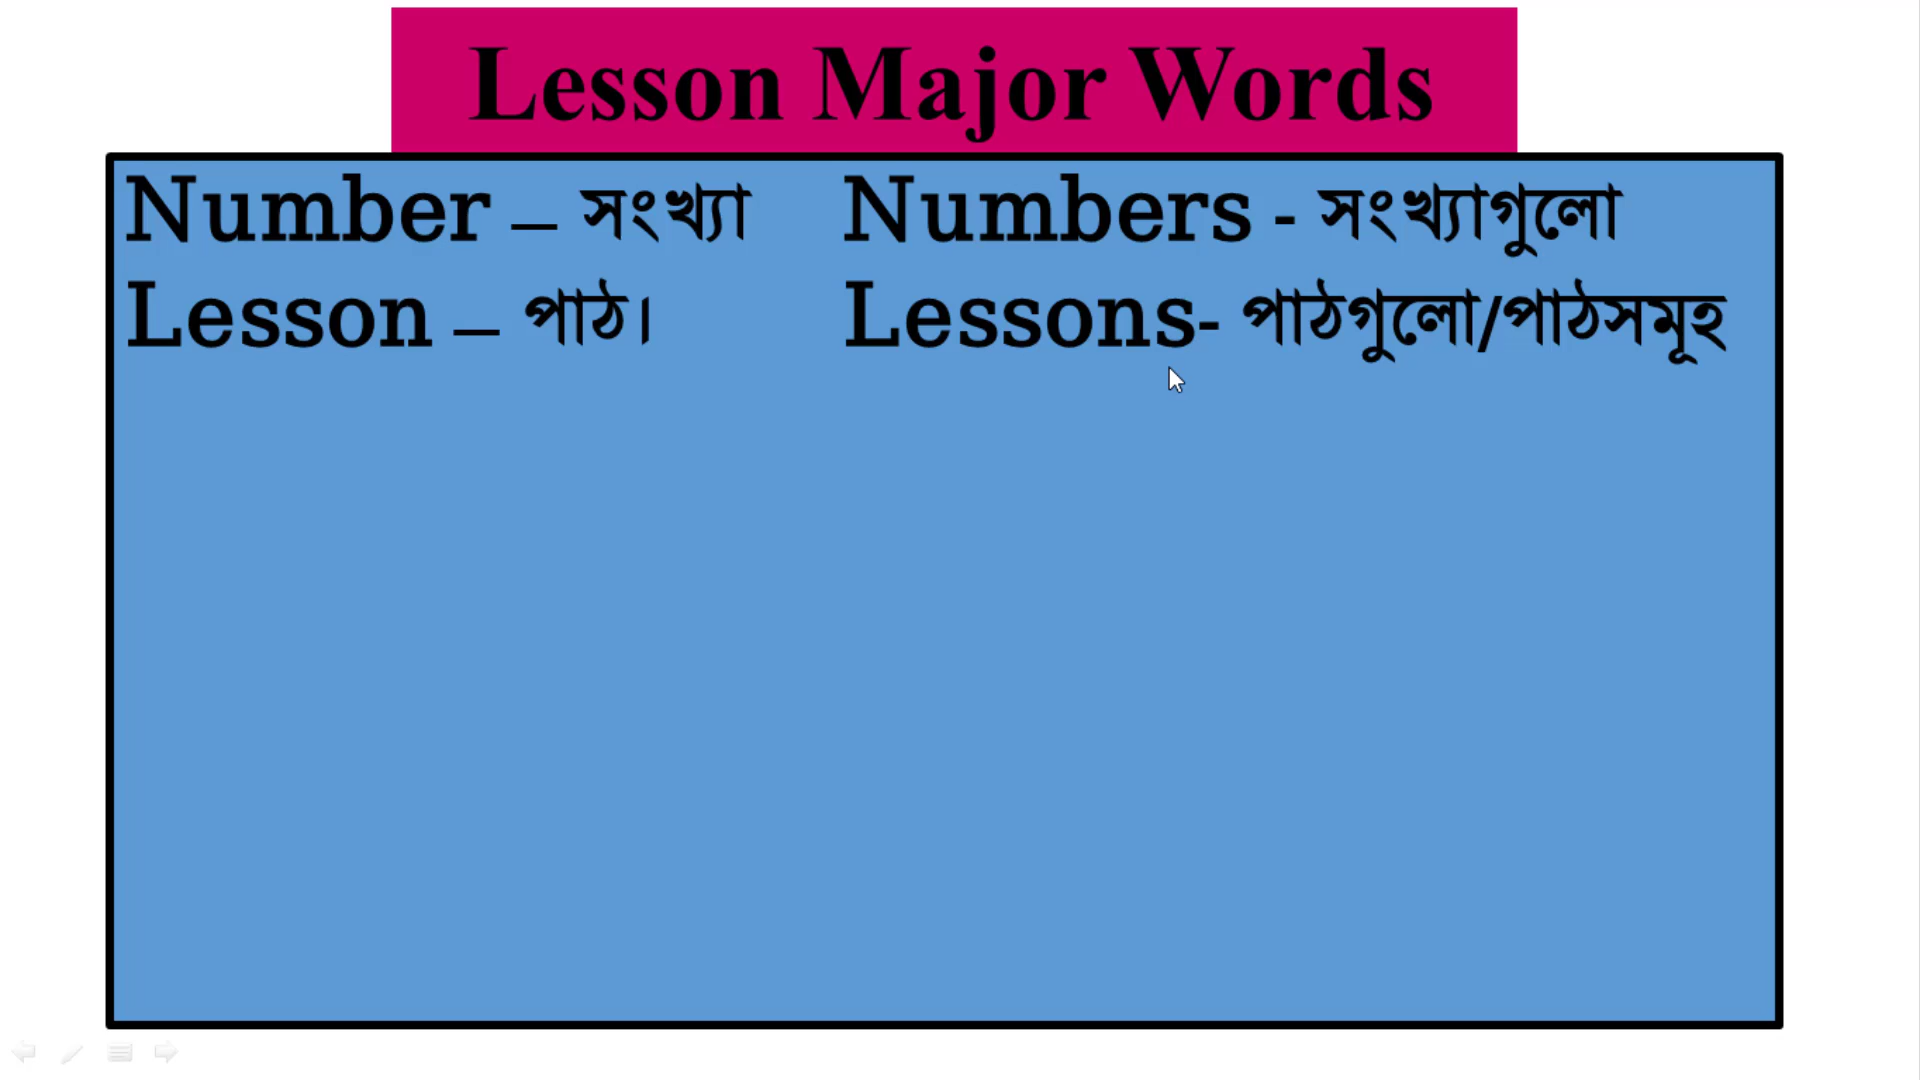 Lesson Major Words
Number – সংখ্যা Numbers - সংখ্যাগুলো
Lesson – পাঠ। Lessons- পাঠগুলো/পাঠসমূহ